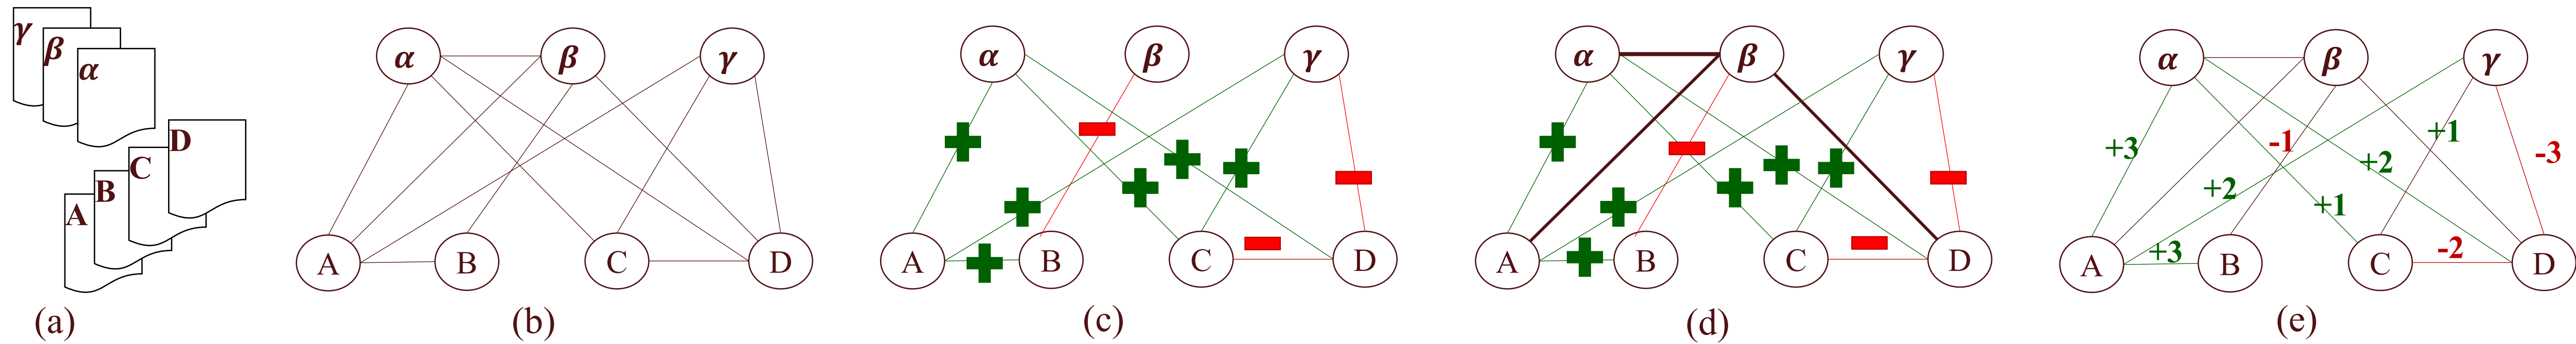 γ
β
α
D
C
B
A
(a)
α β γ
A B C D
(b)
α β γ
A B C D
(c)
α β γ
A B C D
(d)
α β γ
+3 -1 +1 -3
+2 +2
+1
+3 -2
A B C D
(e)